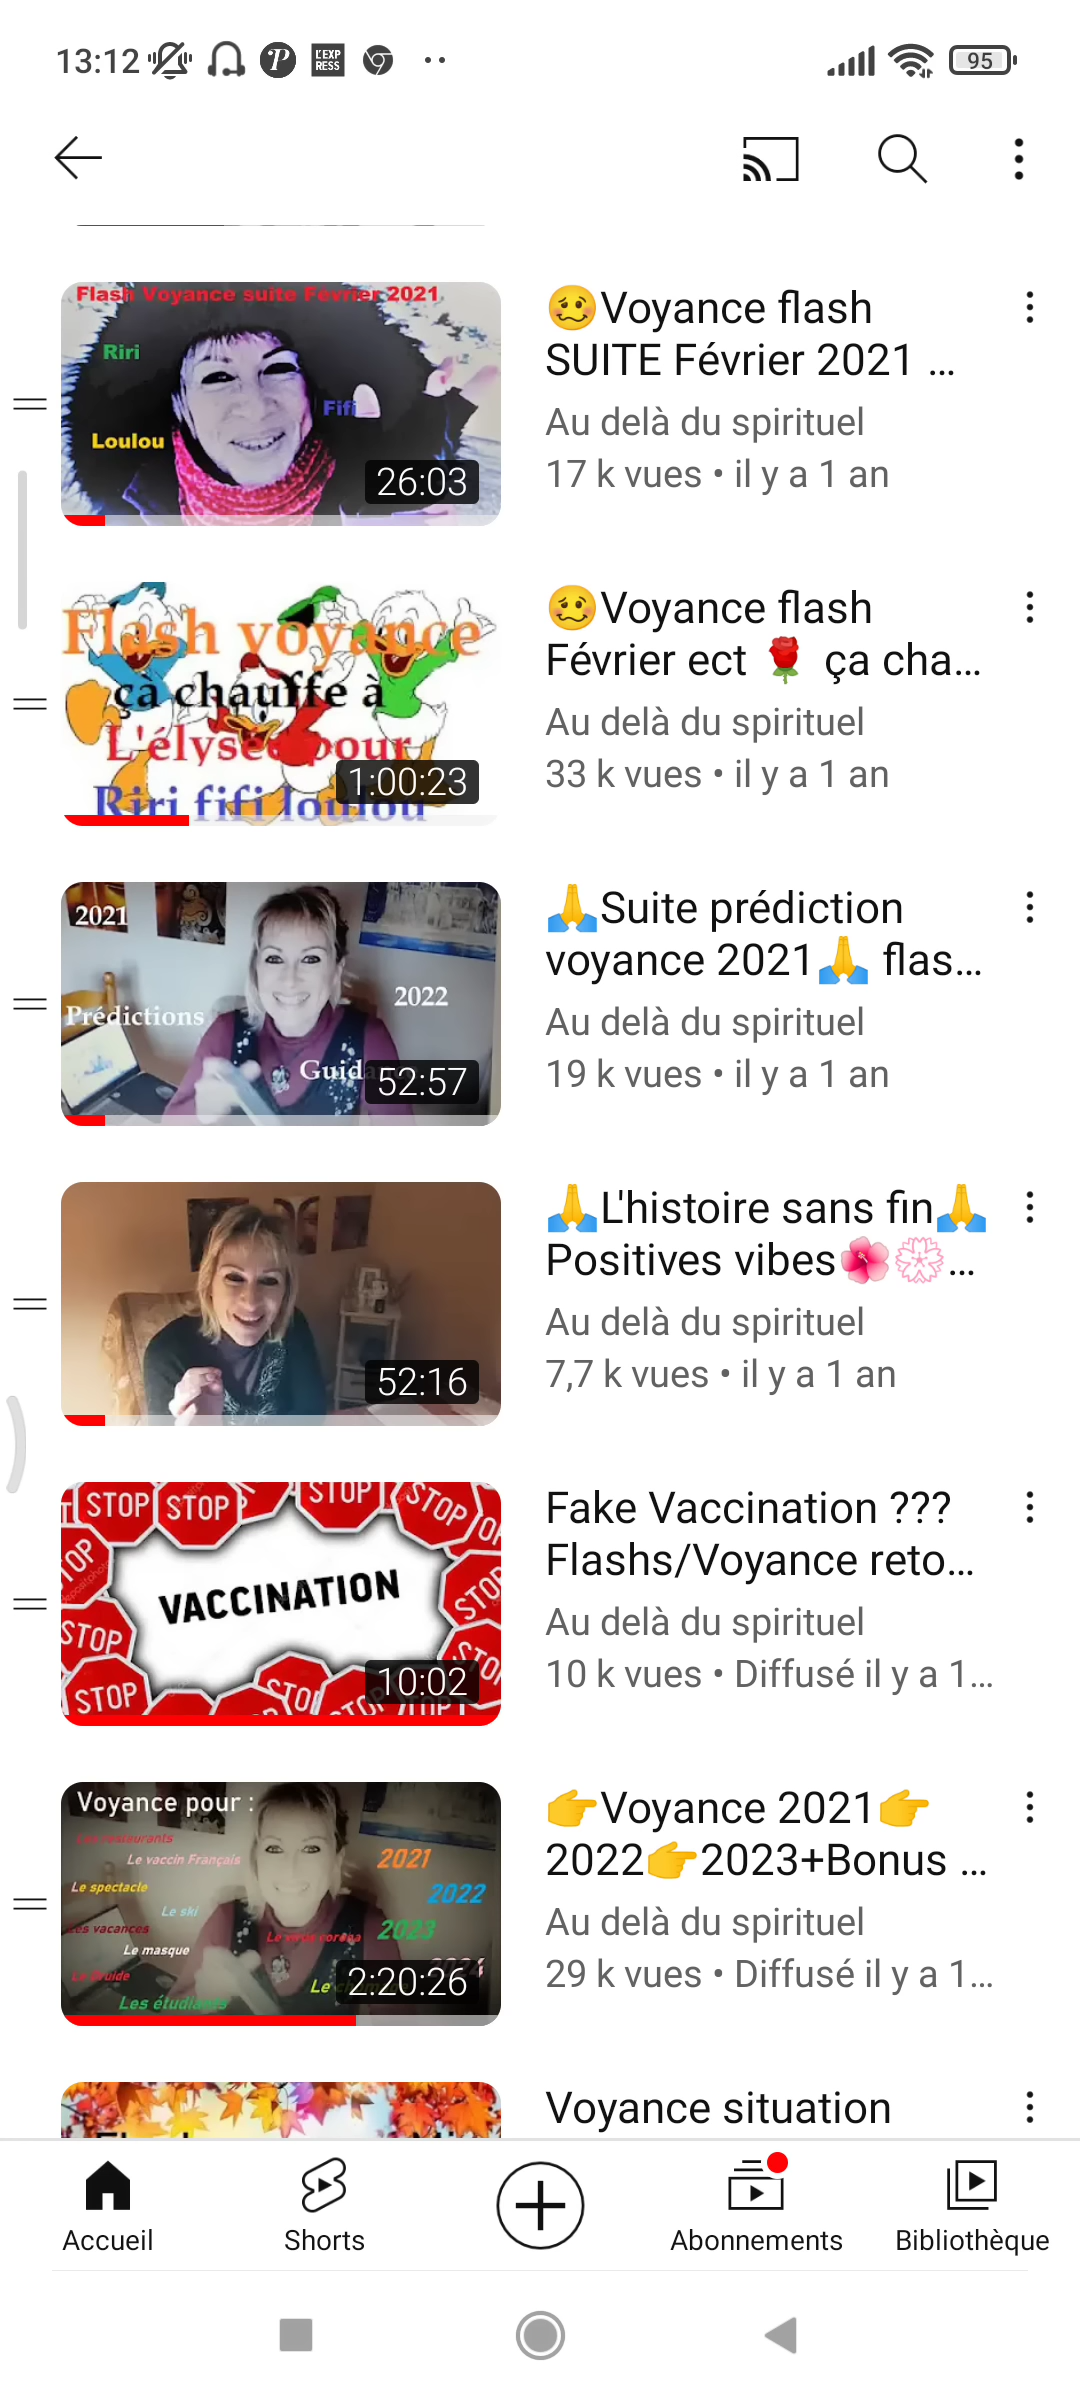 13:12
L'EXP
RESS
95
Flash Voyance suite Février 2021
Riri
Fifi
Loulou
26:03
🥴Voyance flash
SUITE Février 2021 ...
Au delà du spirituel
17 k vues • il y a 1 an
Flash voyance
ça chauffe à
L'élysée pour
Riri fifi loulou
1:00:23
🥴Voyance flash
Février ect 🌹 ça cha...
Au delà du spirituel
33 k vues • il y a 1 an
2021
2022
Prédictions
52:57
🙏Suite prédiction
voyance 2021🙏 flas...
Au delà du spirituel
19 k vues • il y a 1 an
52:16
🙏L'histoire sans fin🙏
Positives vibes🌺💮...
Au delà du spirituel
7,7 k vues • il y a 1 an
STOP STOP STOP STOP
VACCINATION
STOP
STOP
10:02
Fake Vaccination ???
Flashs/Voyance reto...
Au delà du spirituel
10 k vues • Diffusé il y a 1...
Voyance pour :
Le vaccin Français
Le spectacle
Le ski
Les vacances
Le masque
Le virus corona
Les étudiants
2021
2022
2023
2024
Le
2:20:26
👉Voyance 2021👉
2022👉2023+Bonus ...
Au delà du spirituel
29 k vues • Diffusé il y a 1...
Voyance situation
Accueil
Shorts
Abonnements
Bibliothèque